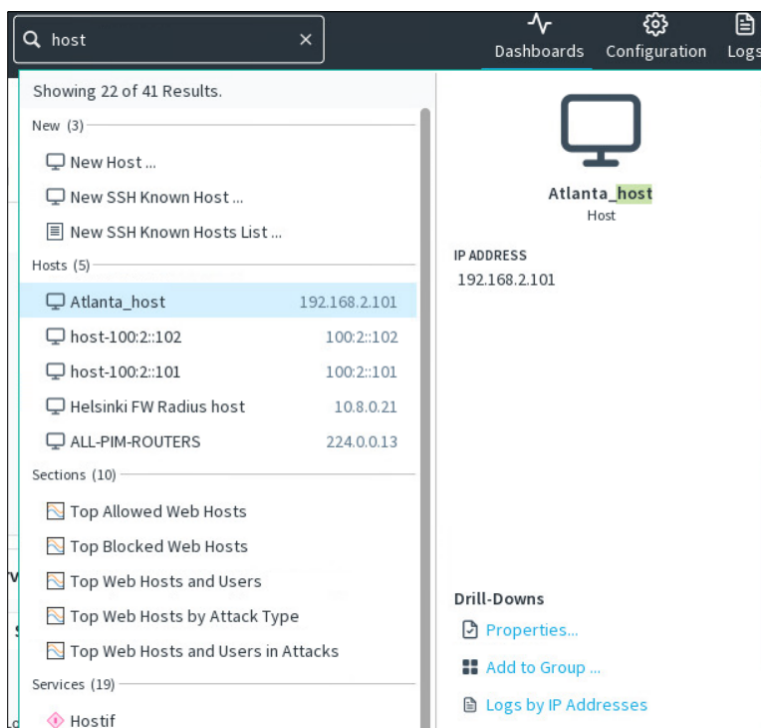 host
Dashboards
Configuration
Logs
Showing 22 of 41 Results.
New (3)
New Host ...
New SSH Known Host ...
New SSH Known Hosts List ...
Hosts (5)
Atlanta_host 192.168.2.101
host-100:2::102 100:2::102
host-100:2::101 100:2::101
Helsinki FW Radius host 10.8.0.21
ALL-PIM-ROUTERS 224.0.0.13
Sections (10)
Top Allowed Web Hosts
Top Blocked Web Hosts
Top Web Hosts and Users
Top Web Hosts by Attack Type
Top Web Hosts and Users in Attacks
Services (19)
Hostif
Atlanta_host
Host
IP ADDRESS
192.168.2.101
Drill-Downs
Properties...
Add to Group ...
Logs by IP Addresses